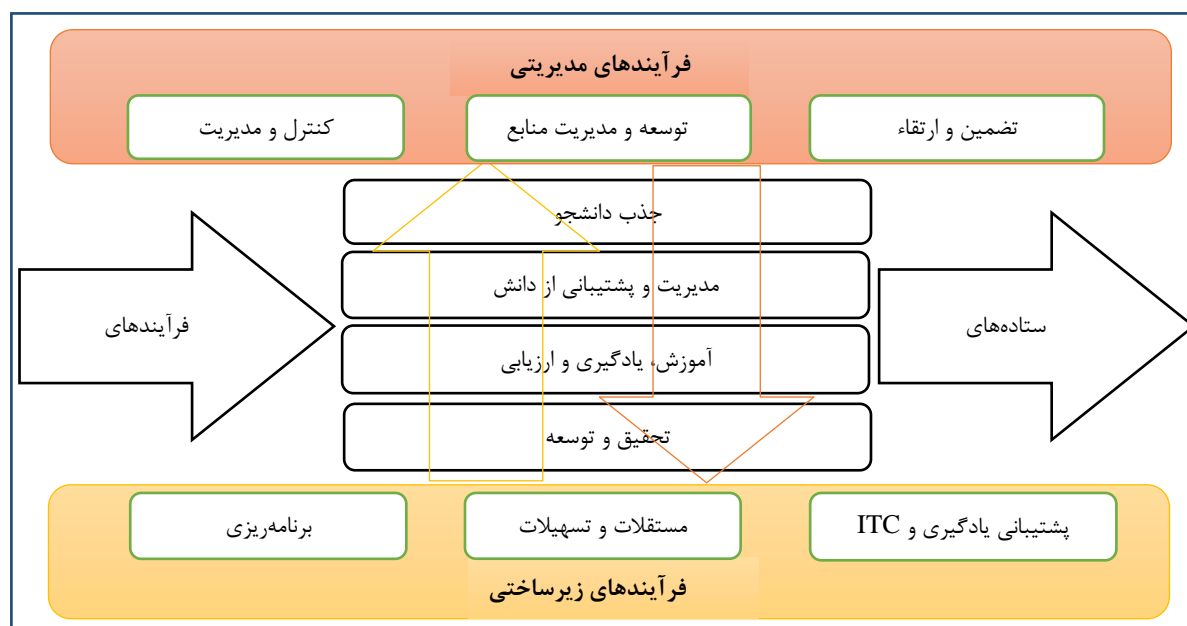 فرآیندهای مدیریتی
تضمین و ارتقاء
توسعه و مدیریت منابع
کنترل و مدیریت
جذب دانشجو
مدیریت و پشتیبانی از دانش
آموزش، یادگیری و ارزیابی
تحقیق و توسعه
فرآیندهای
ستاده‌های
پشتیبانی یادگیری و ITC
مستقلات و تسهیلات
برنامه‌ریزی
فرآیندهای زیرساختی